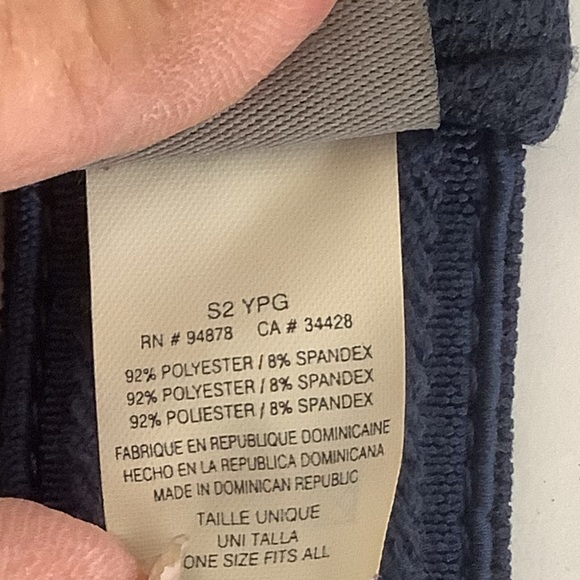 S2 YPG
RN # 94878 CA # 34428
92% POLYESTER / 8% SPANDEX
92% POLYESTER / 8% SPANDEX
92% POLIESTER / 8% SPANDEX
FABRIQUE EN REPUBLIQUE DOMINICAINE
HECHO EN LA REPUBLICA DOMINICANA
MADE IN DOMINICAN REPUBLIC
TAILLE UNIQUE
UNI TALLA
ONE SIZE FITS ALL